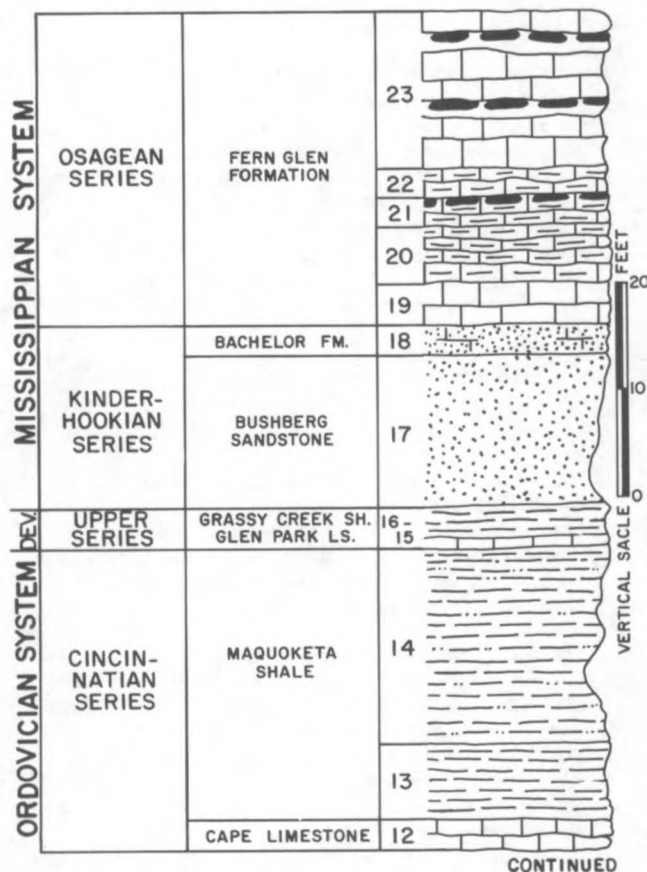 MISSISSIPPIAN SYSTEM
OSAGEAN
SERIES
FERN GLEN
FORMATION
23
22
21
20
19
BACHELOR FM.
18
KINDER-
HOOKIAN
SERIES
BUSHBERG
SANDSTONE
17
DEV.
UPPER
SERIES
GRASSY CREEK SH.
GLEN PARK LS.
16-
15
ORDOVICIAN SYSTEM
CINCIN-
NATIAN
SERIES
MAQUOKETA
SHALE
14
13
CAPE LIMESTONE
12
20
10
0
FEET
VERTICAL SACLE
CONTINUED